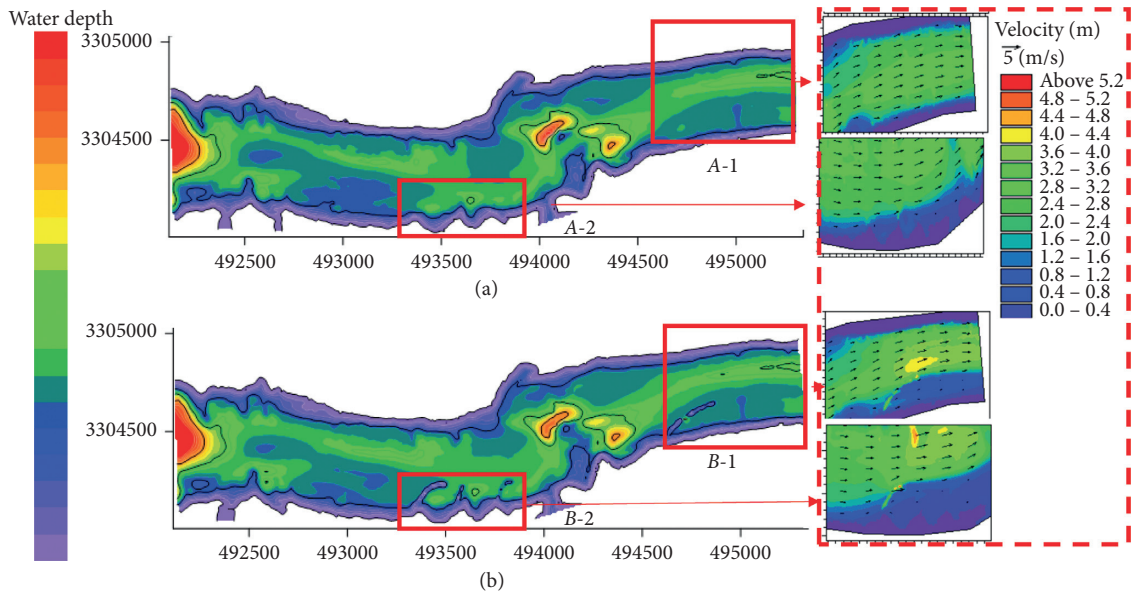 Water depth
3305000
3304500
A-1
A-2
492500 493000 493500 494000 494500 495000
(a)
3305000
3304500
B-1
B-2
492500 493000 493500 494000 494500 495000
(b)
Velocity (m)
5 (m/s)
Above 5.2
4.8 – 5.2
4.4 – 4.8
4.0 – 4.4
3.6 – 4.0
3.2 – 3.6
2.8 – 3.2
2.4 – 2.8
2.0 – 2.4
1.6 – 2.0
1.2 – 1.6
0.8 – 1.2
0.4 – 0.8
0.0 – 0.4